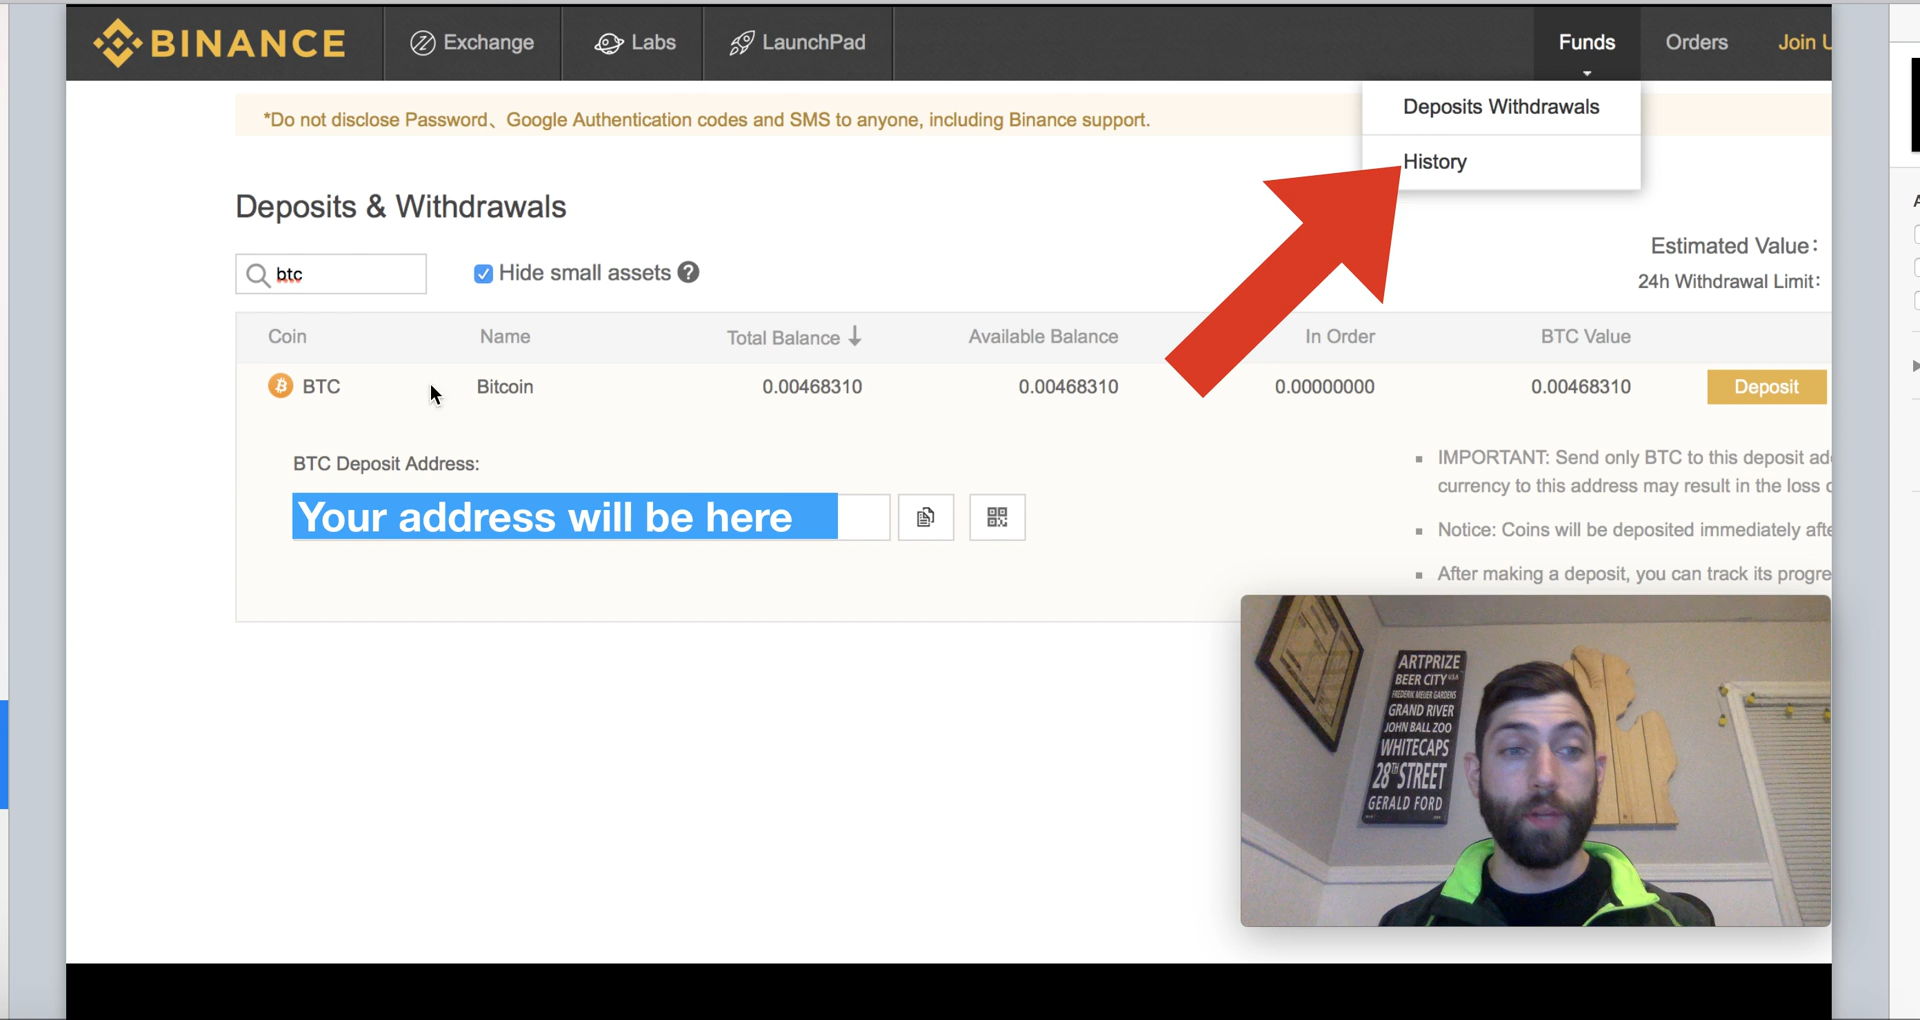 BINANCE
Exchange
Labs
LaunchPad
Funds
Orders
Join U
*Do not disclose Password、Google Authentication codes and SMS to anyone, including Binance support.
Deposits Withdrawals
History
Deposits & Withdrawals
btc
Hide small assets ?
Estimated Value:
24h Withdrawal Limit:
Coin Name Total Balance ↓ Available Balance In Order BTC Value
BTC Bitcoin 0.00468310 0.00468310 0.00000000 0.00468310 Deposit
BTC Deposit Address:
Your address will be here
IMPORTANT: Send only BTC to this deposit ad
currency to this address may result in the loss
Notice: Coins will be deposited immediately afte
After making a deposit, you can track its progre
ARTPRIZE
BEER CITY USA
FREDERIK MEIJER GARDENS
GRAND RIVER
JOHN BALL ZOO
WHITECAPS
28TH STREET
GERALD FORD